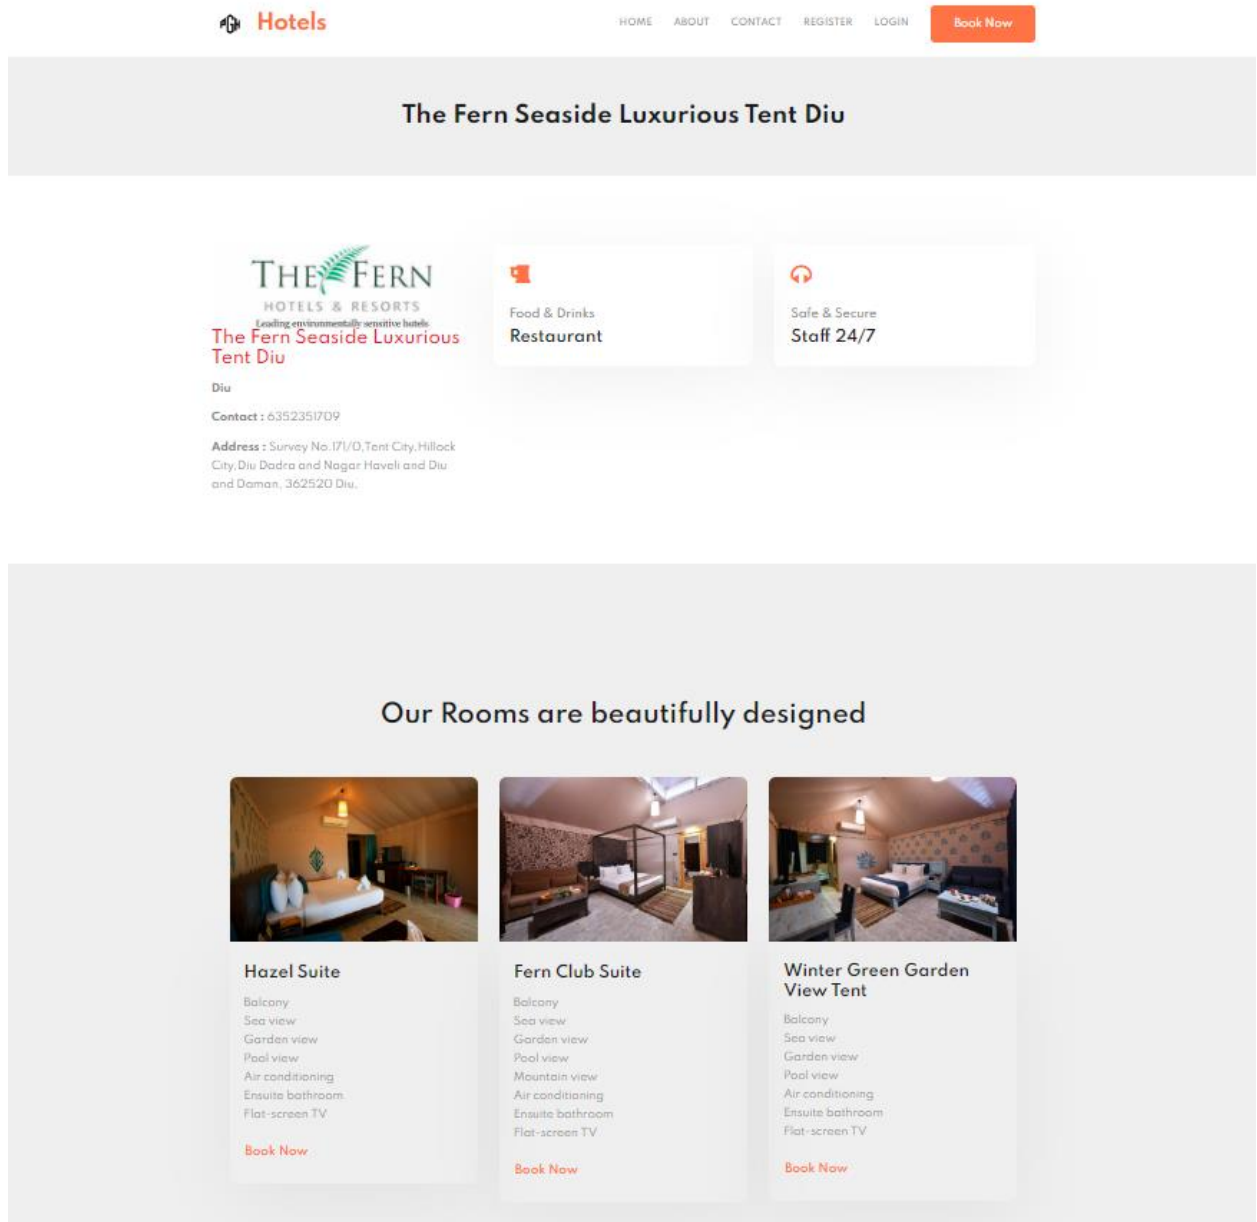 PGH Hotels
HOME ABOUT CONTACT REGISTER LOGIN Book Now
The Fern Seaside Luxurious Tent Diu
THE FERN
HOTELS & RESORTS
Leading environmentally sensitive hotels
The Fern Seaside Luxurious
Tent Diu
Diu
Contact : 6352351709
Address : Survey No.171/0,Tent City,Hillock
City,Diu Dadra and Nagar Haveli and Diu
and Daman, 362520 Diu,
Food & Drinks
Restaurant
Safe & Secure
Staff 24/7
Our Rooms are beautifully designed
Hazel Suite
Balcony
Sea view
Garden view
Pool view
Air conditioning
Ensuite bathroom
Flat-screen TV
Book Now
Fern Club Suite
Balcony
Sea view
Garden view
Pool view
Mountain view
Air conditioning
Ensuite bathroom
Flat-screen TV
Book Now
Winter Green Garden
View Tent
Balcony
Sea view
Garden view
Pool view
Air conditioning
Ensuite bathroom
Flat-screen TV
Book Now